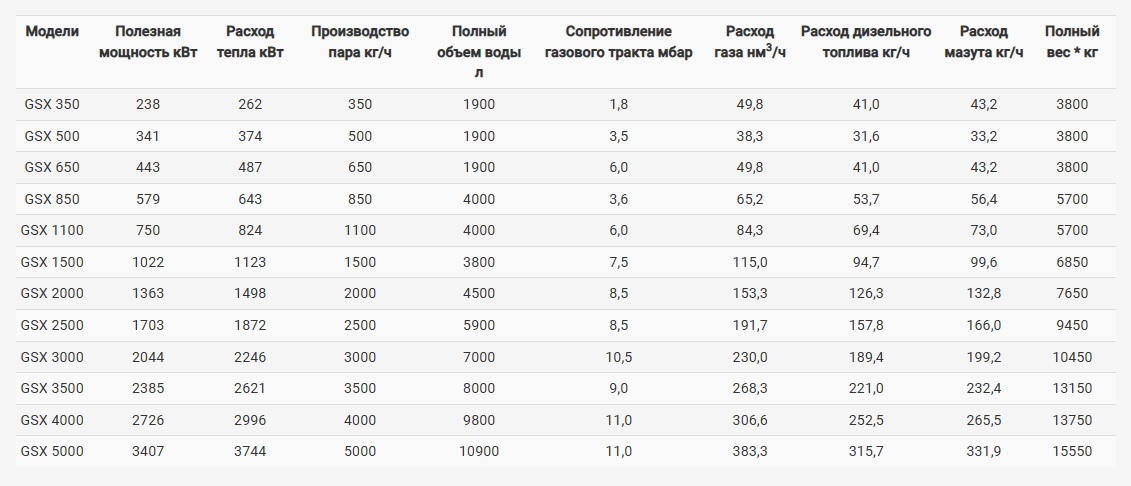 Модели Полезная мощность кВт Расход тепла кВт Производство пара кг/ч Полный объем воды л Сопротивление газового тракта мбар Расход газа нм³/ч Расход дизельного топлива кг/ч Расход мазута кг/ч Полный вес * кг
GSX 350 238 262 350 1900 1,8 49,8 41,0 43,2 3800
GSX 500 341 374 500 1900 3,5 38,3 31,6 33,2 3800
GSX 650 443 487 650 1900 6,0 49,8 41,0 43,2 3800
GSX 850 579 643 850 4000 3,6 65,2 53,7 56,4 5700
GSX 1100 750 824 1100 4000 6,0 84,3 69,4 73,0 5700
GSX 1500 1022 1123 1500 3800 7,5 115,0 94,7 99,6 6850
GSX 2000 1363 1498 2000 4500 8,5 153,3 126,3 132,8 7650
GSX 2500 1703 1872 2500 5900 8,5 191,7 157,8 166,0 9450
GSX 3000 2044 2246 3000 7000 10,5 230,0 189,4 199,2 10450
GSX 3500 2385 2621 3500 8000 9,0 268,3 221,0 232,4 13150
GSX 4000 2726 2996 4000 9800 11,0 306,6 252,5 265,5 13750
GSX 5000 3407 3744 5000 10900 11,0 383,3 315,7 331,9 15550